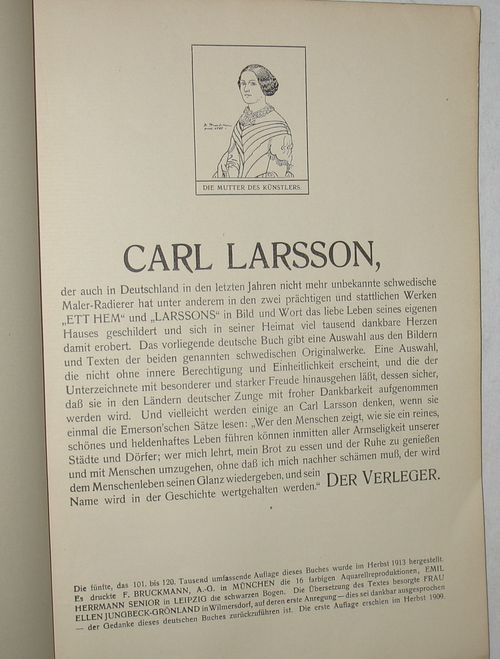 DIE MUTTER DES KÜNSTLERS.
CARL LARSSON,
der auch in Deutschland in den letzten Jahren nicht mehr unbekannte schwedische
Maler-Radierer hat unter anderem in den zwei prächtigen und stattlichen Werken
„ETT HEM“ und „LARSSONS“ in Bild und Wort das liebe Leben seines eigenen
Hauses geschildert und sich in seiner Heimat viel tausend dankbare Herzen
damit erobert. Das vorliegende deutsche Buch gibt eine Auswahl aus den Bildern
und Texten der beiden genannten schwedischen Originalwerke. Eine Auswahl,
die nicht ohne innere Berechtigung und Einheitlichkeit erscheint, und die der
Unterzeichnete mit besonderer und starker Freude hinausgehen läßt, dessen sicher,
daß sie in den Ländern deutscher Zunge mit froher Dankbarkeit aufgenommen
werden wird. Und vielleicht werden einige an Carl Larsson denken, wenn sie
einmal die Emerson'schen Sätze lesen: „Wer den Menschen zeigt, wie sie ein reines,
schönes und heldenhaftes Leben führen können inmitten aller Armseligkeit unserer
Städte und Dörfer; wer mich lehrt, mein Brot zu essen und der Ruhe zu genießen
und mit Menschen umzugehen, ohne daß ich mich nachher schämen muß, der wird
dem Menschenleben seinen Glanz wiedergeben, und sein
Name wird in der Geschichte wertgehalten werden.“ DER VERLEGER.
Die fünfte, das 101. bis 120. Tausend umfassende Auflage dieses Buches wurde im Herbst 1913 hergestellt.
Es druckte F. BRUCKMANN, A.-G. in MÜNCHEN die 16 farbigen Aquarellreproduktionen, EMIL
HERRMANN SENIOR in LEIPZIG die schwarzen Bogen. Die Übersetzung des Textes besorgte FRAU
ELLEN JUNGBECK-GRÖNLAND in Wilmersdorf, auf deren erste Anregung — dies sei dankbar ausgesprochen
— der Gedanke dieses deutschen Buches zurückzuführen ist. Die erste Auflage erschien im Herbst 1909.